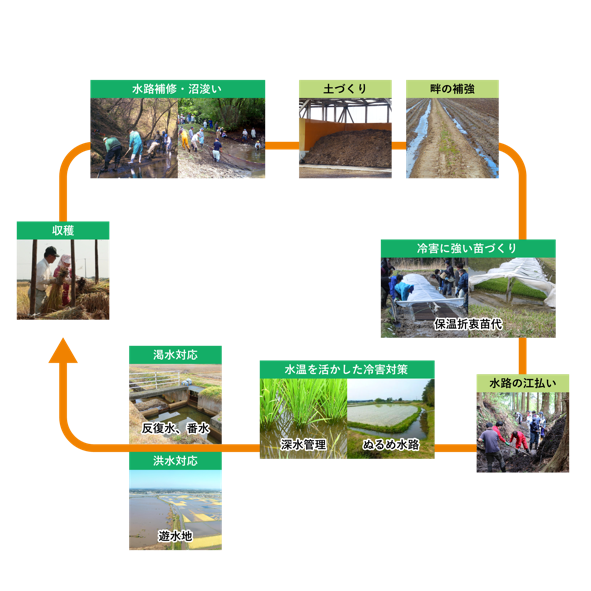 水路補修・沼浚い
土づくり
畔の補強
収穫
冷害に強い苗づくり
保温折衷苗代
渇水対応
反復水、番水
水温を活かした冷害対策
深水管理
ぬるめ水路
水路の江払い
洪水対応
遊水地